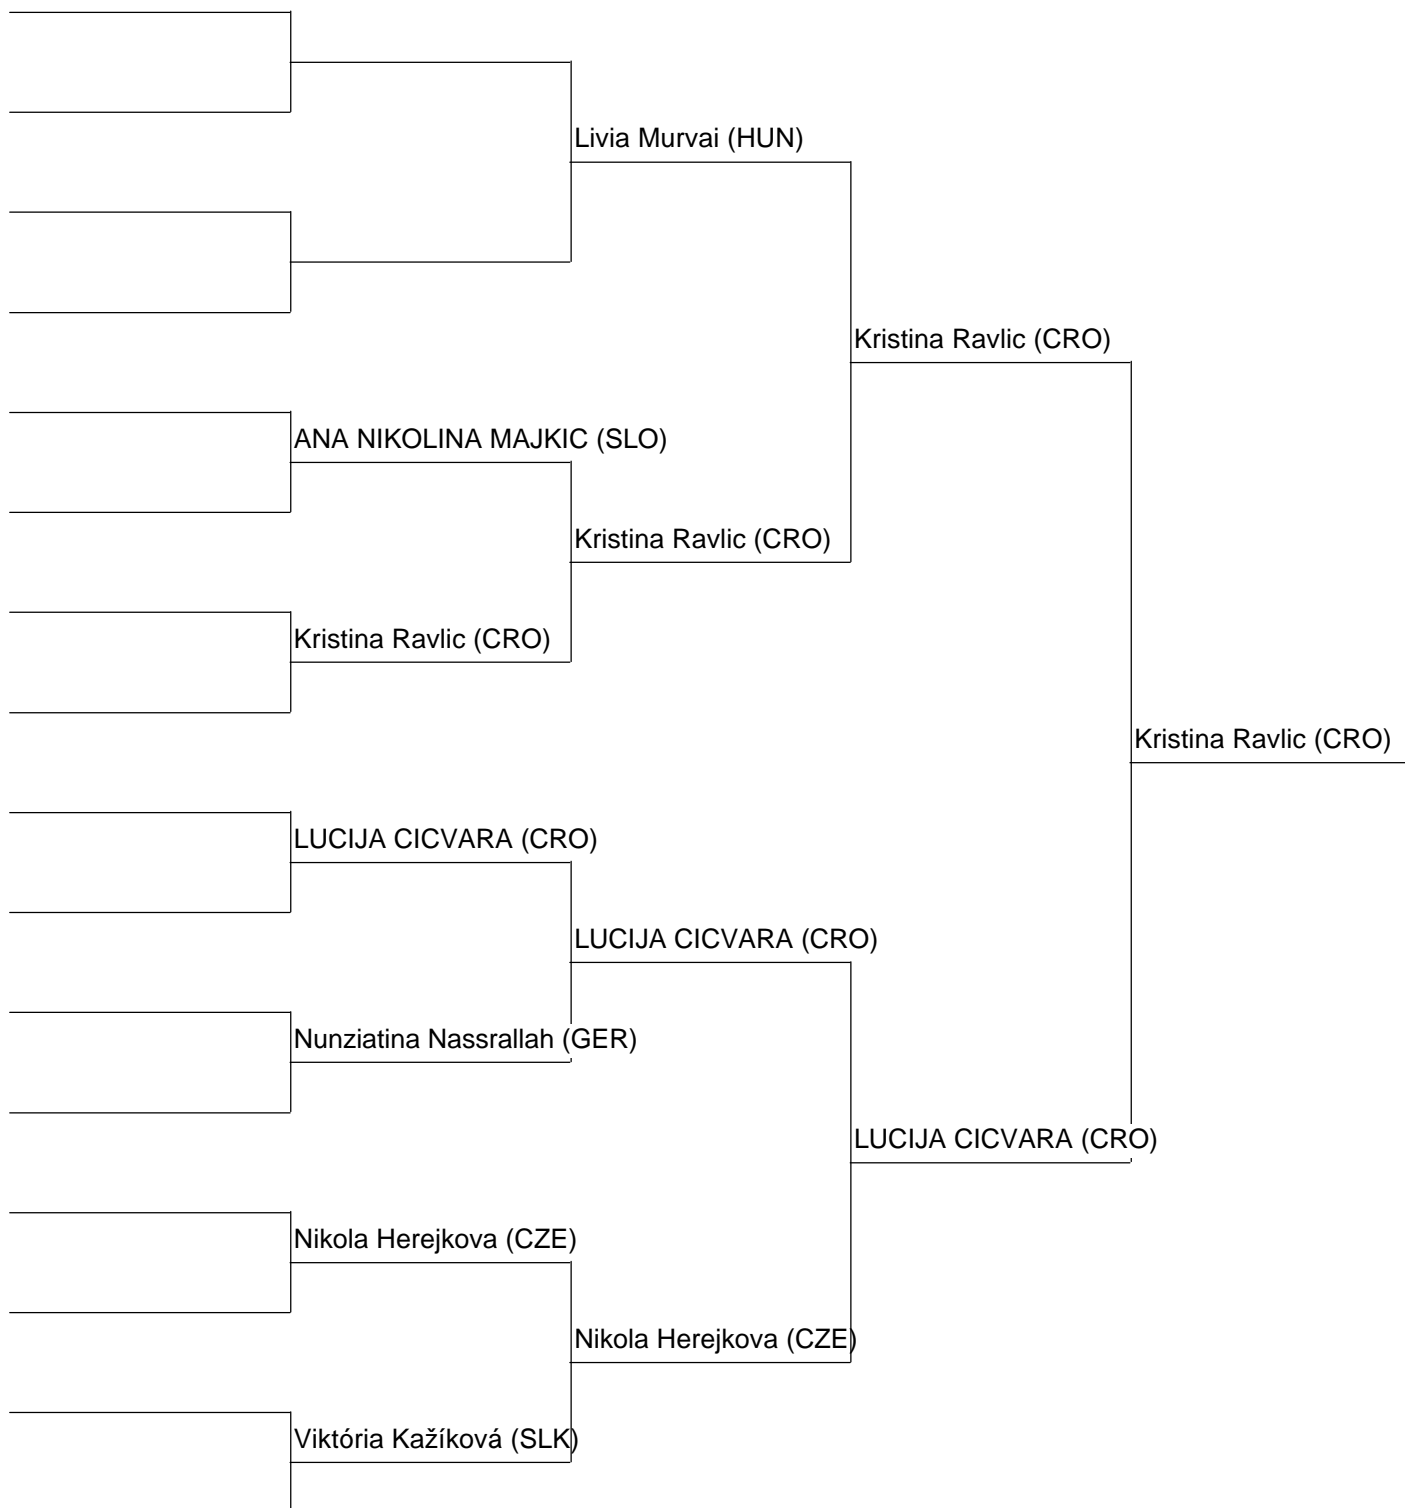 Livia Murvai (HUN)
Kristina Ravlic (CRO)
ANA NIKOLINA MAJKIC (SLO)
Kristina Ravlic (CRO)
Kristina Ravlic (CRO)
Kristina Ravlic (CRO)
LUCIJA CICVARA (CRO)
LUCIJA CICVARA (CRO)
Nunziatina Nassrallah (GER)
LUCIJA CICVARA (CRO)
Nikola Herejkova (CZE)
Nikola Herejkova (CZE)
Viktória Kažíková (SLK)